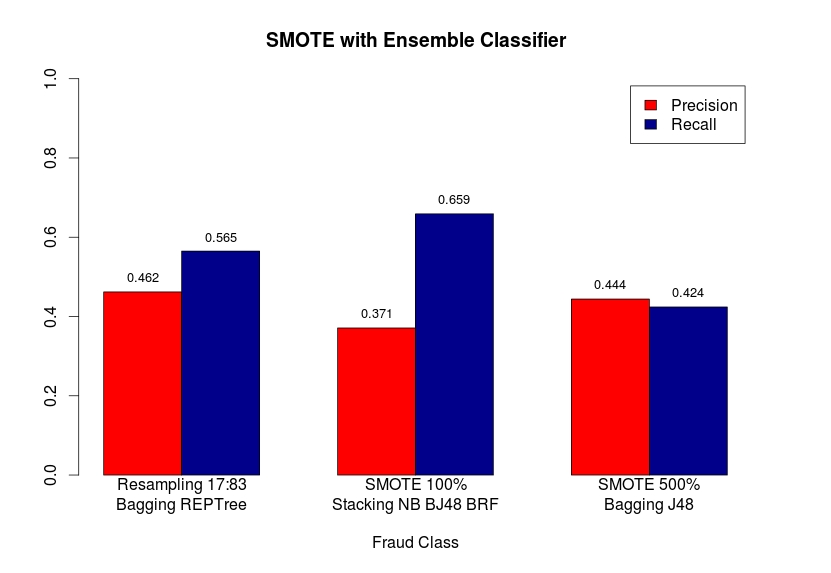 SMOTE with Ensemble Classifier
1.0
0.8
0.6
0.4
0.2
0.0
Precision
Recall
0.462
0.565
0.371
0.659
0.444
0.424
Resampling 17:83
Bagging REPTree
SMOTE 100%
Stacking NB BJ48 BRF
SMOTE 500%
Bagging J48
Fraud Class